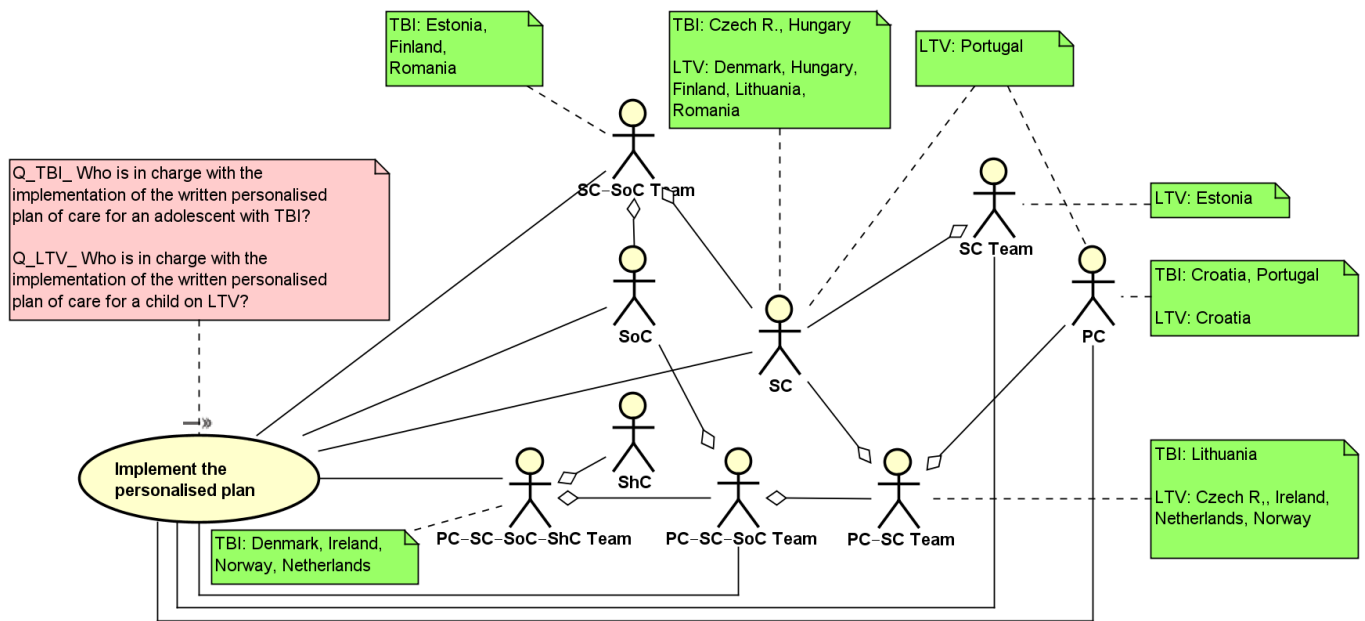 TBI: Estonia,
Finland,
Romania
TBI: Czech R., Hungary
LTV: Denmark, Hungary,
Finland, Lithuania,
Romania
LTV: Portugal
Q_TBI_ Who is in charge with the
implementation of the written personalised
plan of care for an adolescent with TBI?
Q_LTV_ Who is in charge with the
implementation of the written personalised
plan of care for a child on LTV?
SC-SoC Team
SC Team
LTV: Estonia
SoC
SC
PC
TBI: Croatia, Portugal
LTV: Croatia
Implement the
personalised plan
ShC
PC-SC-SoC-ShC Team
PC-SC-SoC Team
PC-SC Team
TBI: Lithuania
LTV: Czech R,, Ireland,
Netherlands, Norway
TBI: Denmark, Ireland,
Norway, Netherlands